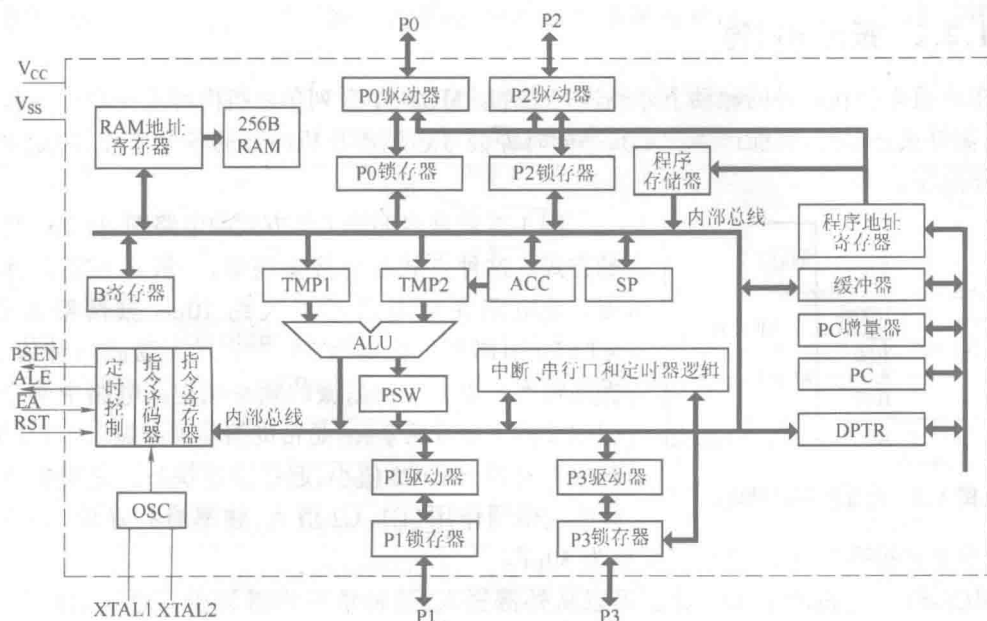 P0
P2
VCC
VSS
P0驱动器
P2驱动器
RAM地址
寄存器
256B
RAM
P0锁存器
P2锁存器
程序
存储器
内部总线
程序地址
寄存器
B寄存器
TMP1
TMP2
ACC
SP
缓冲器
ALU
PC增量器
PSEN
ALE
EA
RST
定时控制
指令译码器
指令寄存器
PSW
中断、串行口和定时器逻辑
PC
内部总线
DPTR
P1驱动器
P3驱动器
OSC
P1锁存器
P3锁存器
XTAL1 XTAL2
P1
P3